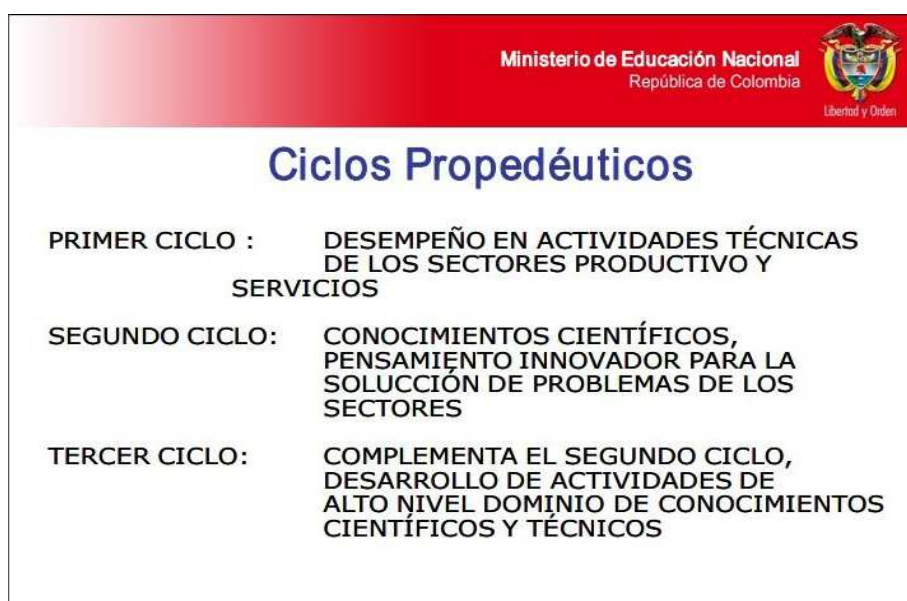 Ministerio de Educación Nacional
República de Colombia
Libertad y Orden
Ciclos Propedéuticos
PRIMER CICLO : DESEMPEÑO EN ACTIVIDADES TÉCNICAS
DE LOS SECTORES PRODUCTIVO Y
SERVICIOS
SEGUNDO CICLO: CONOCIMIENTOS CIENTÍFICOS,
PENSAMIENTO INNOVADOR PARA LA
SOLUCCIÓN DE PROBLEMAS DE LOS
SECTORES
TERCER CICLO: COMPLEMENTA EL SEGUNDO CICLO,
DESARROLLO DE ACTIVIDADES DE
ALTO NIVEL DOMINIO DE CONOCIMIENTOS
CIENTÍFICOS Y TÉCNICOS